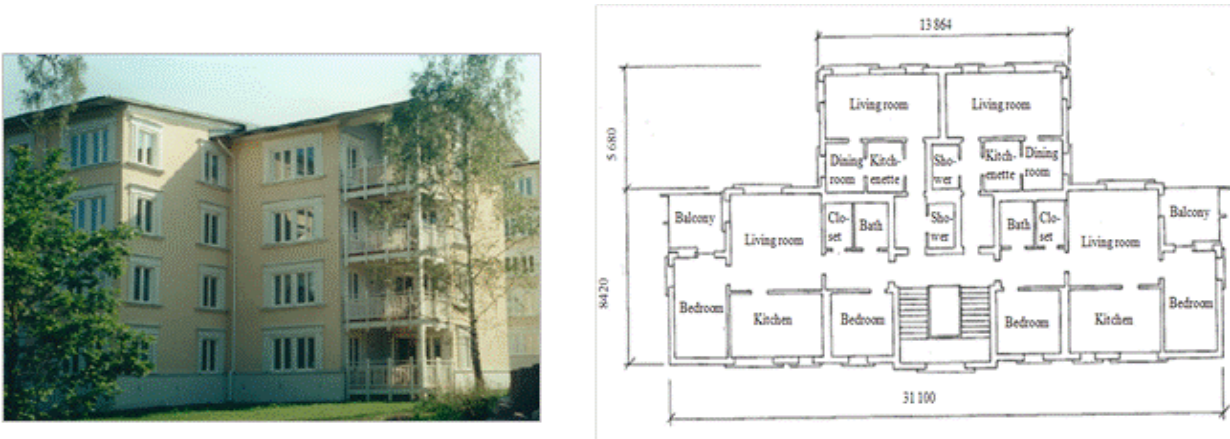 13 864
Living room
Living room
5 680
Dining
room
Kitch-
enette
Sho-
wer
Kitch-
enette
Dining
room
Balcony
Living room
Clo-
set
Bath
Sho-
wer
Bath
Clo-
set
Living room
Balcony
8420
Bedroom
Kitchen
Bedroom
Bedroom
Kitchen
Bedroom
31 100